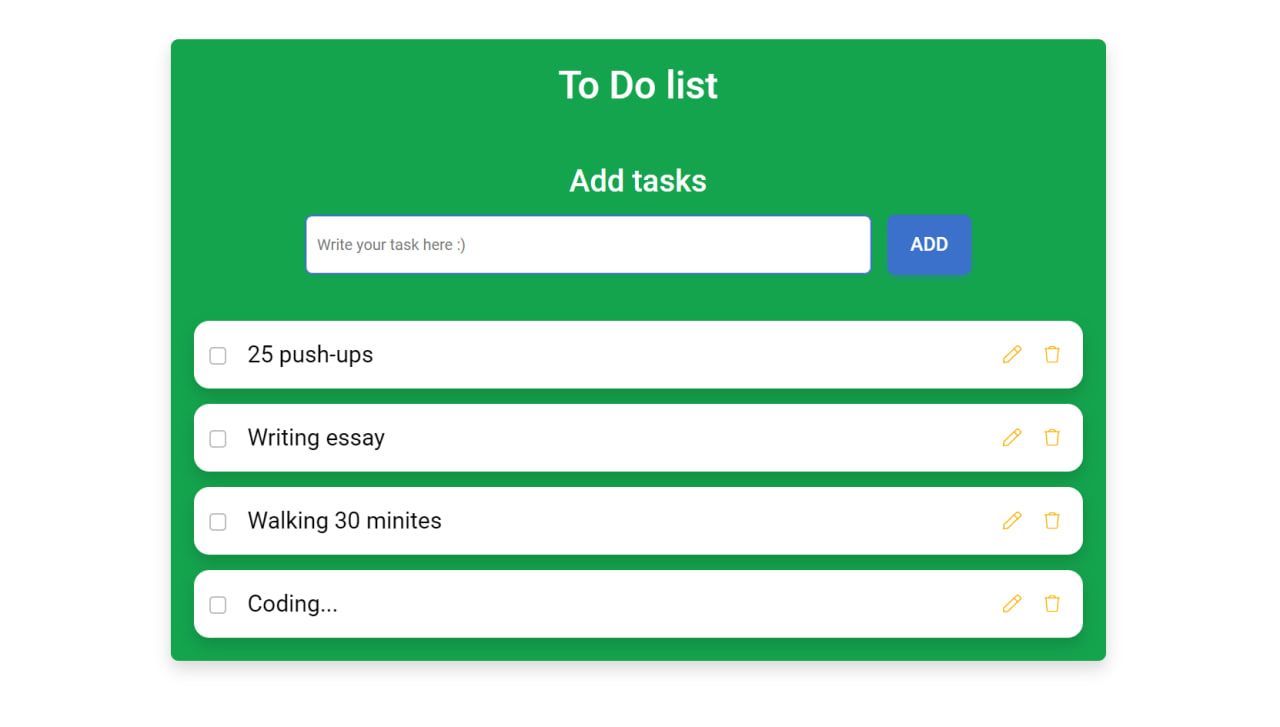 To Do list
Add tasks
Write your task here :)
ADD
25 push-ups
Writing essay
Walking 30 minites
Coding...